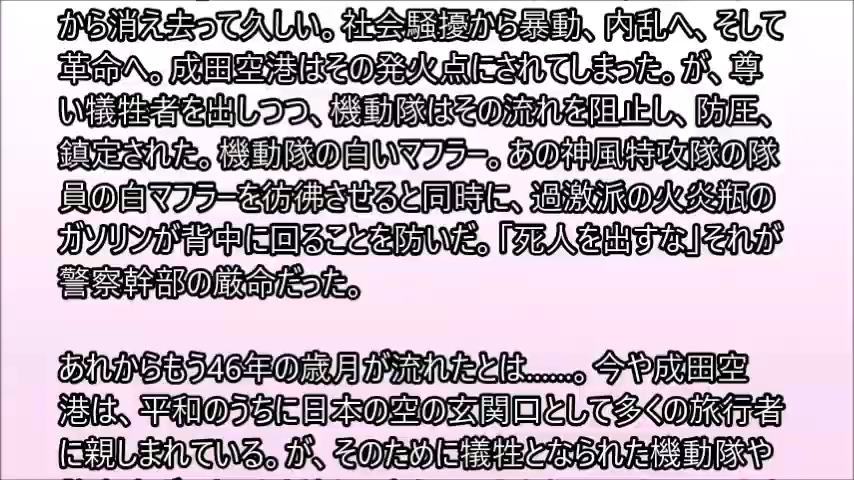 から消え去って久しい。社会騒擾から暴動、内乱へ、そして
革命へ。成田空港はその発火点にされてしまった。が、尊
い犠牲者を出しつつ、機動隊はその流れを阻止し、防圧、
鎮定された。機動隊の白いマフラー。あの神風特攻隊の隊
員の白マフラーを彷彿させると同時に、過激派の火炎瓶の
ガソリンが背中に回ることを防いだ。「死人を出すな」それが
警察幹部の厳命だった。
あれからもう46年の歳月が流れたとは.......。今や成田空
港は、平和のうちに日本の空の玄関口として多くの旅行者
に親しまれている。が、そのために犠牲となられた機動隊や